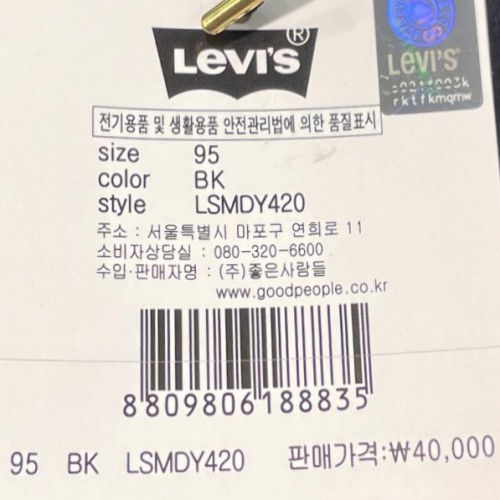 LEVI'S®
LEVI'S
rktfkmqmw
전기용품 및 생활용품 안전관리법에 의한 품질표시
size 95
color BK
style LSMDY420
주소 : 서울특별시 마포구 연희로 11
소비자상담실 : 080-320-6600
수입·판매자명 : (주)좋은사람들
www.goodpeople.co.kr
8809806188835
95 BK LSMDY420 판매가격:₩40,000